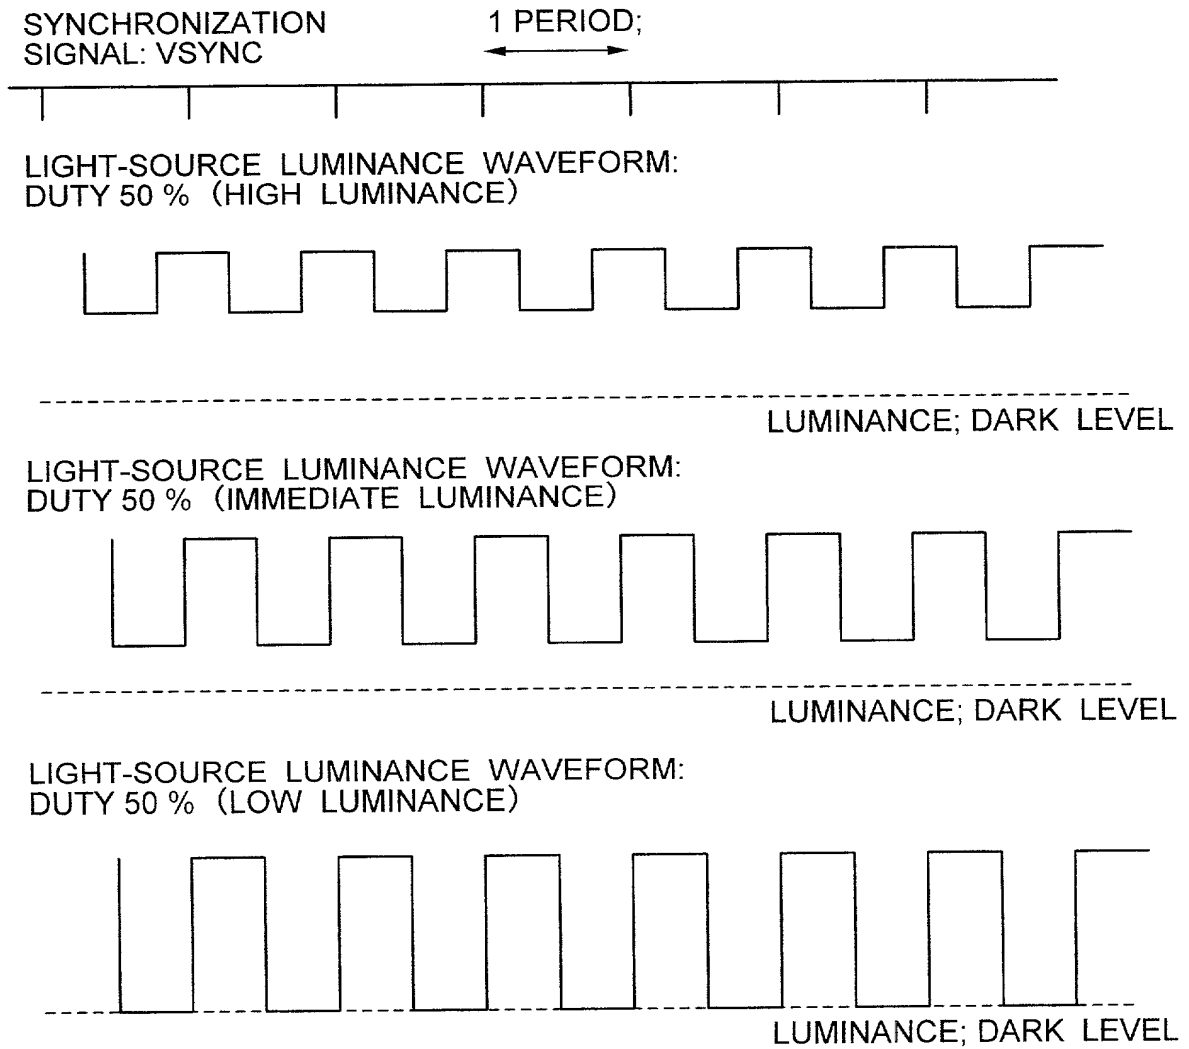 SYNCHRONIZATION
SIGNAL: VSYNC
1 PERIOD;
LIGHT-SOURCE LUMINANCE WAVEFORM:
DUTY 50 % (HIGH LUMINANCE)
LUMINANCE; DARK LEVEL
LIGHT-SOURCE LUMINANCE WAVEFORM:
DUTY 50 % (IMMEDIATE LUMINANCE)
LUMINANCE; DARK LEVEL
LIGHT-SOURCE LUMINANCE WAVEFORM:
DUTY 50 % (LOW LUMINANCE)
LUMINANCE; DARK LEVEL